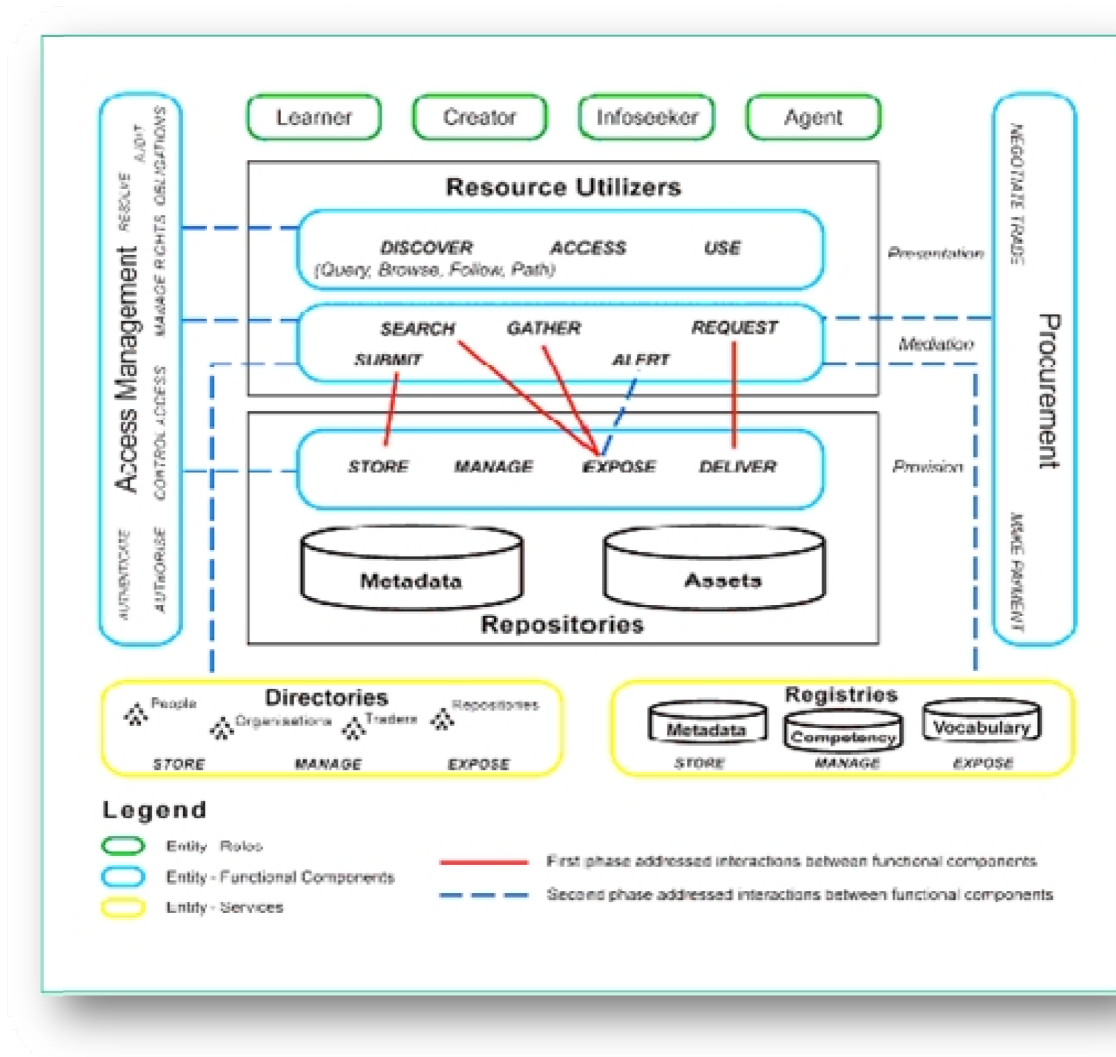 Learner
Creator
Infoseeker
Agent
Resource Utilizers
DISCOVER
ACCESS
USE
(Query, Browse, Follow, Path)
Presentation
SEARCH
GATHER
REQUEST
SUBMIT
ALERT
Mediation
STORE
MANAGE
EXPOSE
DELIVER
Provision
Metadata
Assets
Repositories
Access Management
RESOLVE
AUDIT
MANAGE RIGHTS OBLIGATIONS
CONTROL ACCESS
AUTHENTICATE
AUTHORISE
NEGOTIATE TRADE
Procurement
MAKE PAYMENT
Directories
People
Organisations
Traders
Repositories
STORE
MANAGE
EXPOSE
Registries
Metadata
Competency
Vocabulary
STORE
MANAGE
EXPOSE
Legend
Entity - Roles
Entity - Functional Components
Entity - Services
First phase addressed interactions between functional components
Second phase addressed interactions between functional components